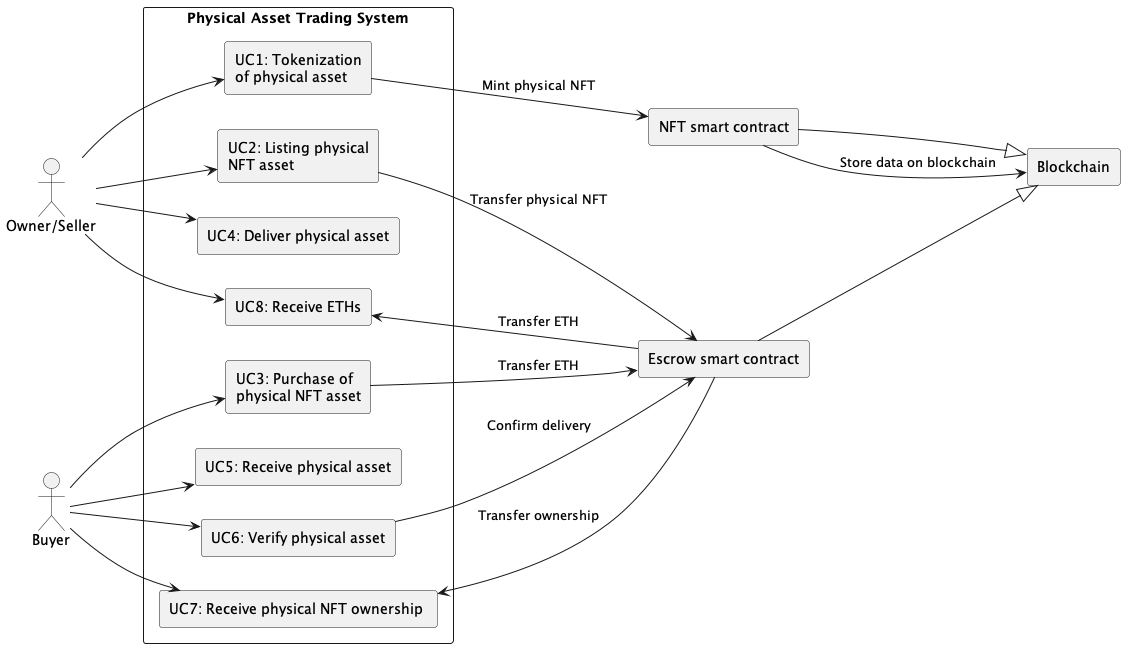 Physical Asset Trading System
UC1: Tokenization
of physical asset
Mint physical NFT
NFT smart contract
UC2: Listing physical
NFT asset
Store data on blockchain
Blockchain
Transfer physical NFT
Owner/Seller
UC4: Deliver physical asset
UC8: Receive ETHs
Transfer ETH
Escrow smart contract
UC3: Purchase of
physical NFT asset
Transfer ETH
Confirm delivery
UC5: Receive physical asset
Transfer ownership
UC6: Verify physical asset
Buyer
UC7: Receive physical NFT ownership